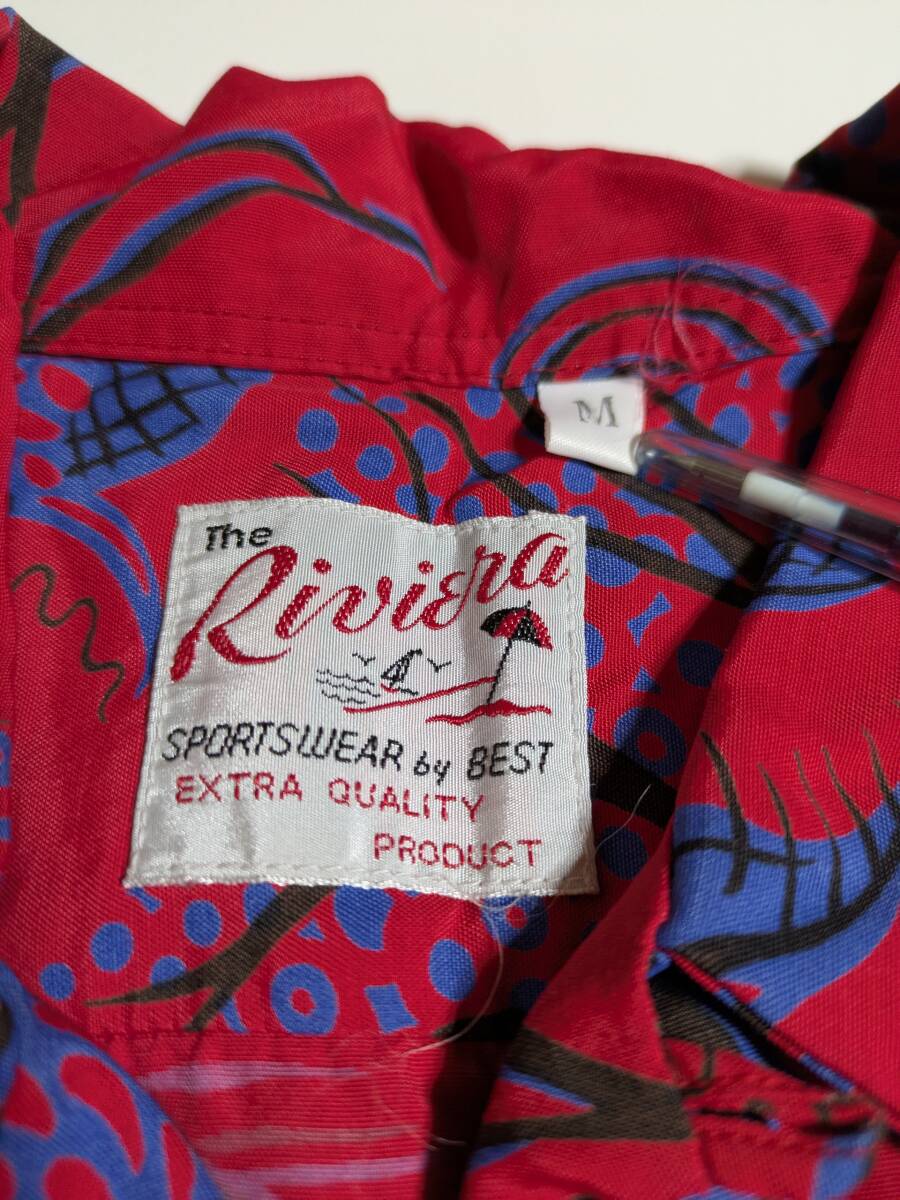 M
The
Riviera
SPORTSWEAR by BEST
EXTRA QUALITY
PRODUCT